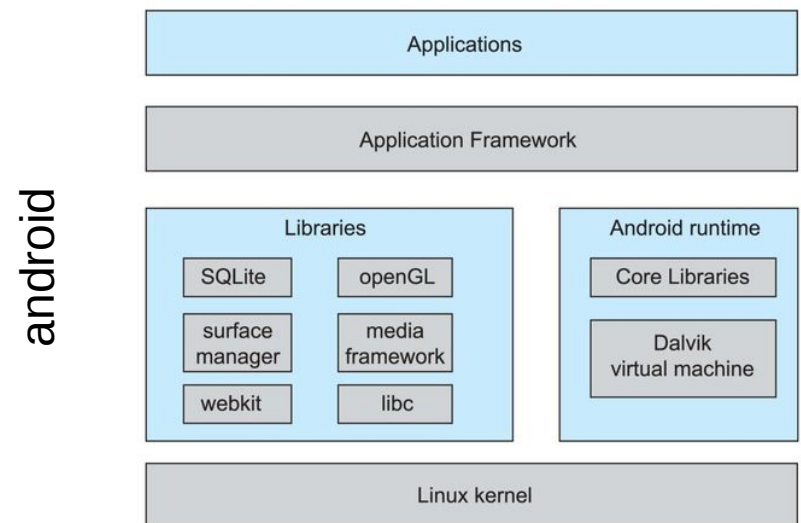 android
Applications
Application Framework
Libraries
SQLite
openGL
surface
manager
media
framework
webkit
libc
Android runtime
Core Libraries
Dalvik
virtual machine
Linux kernel